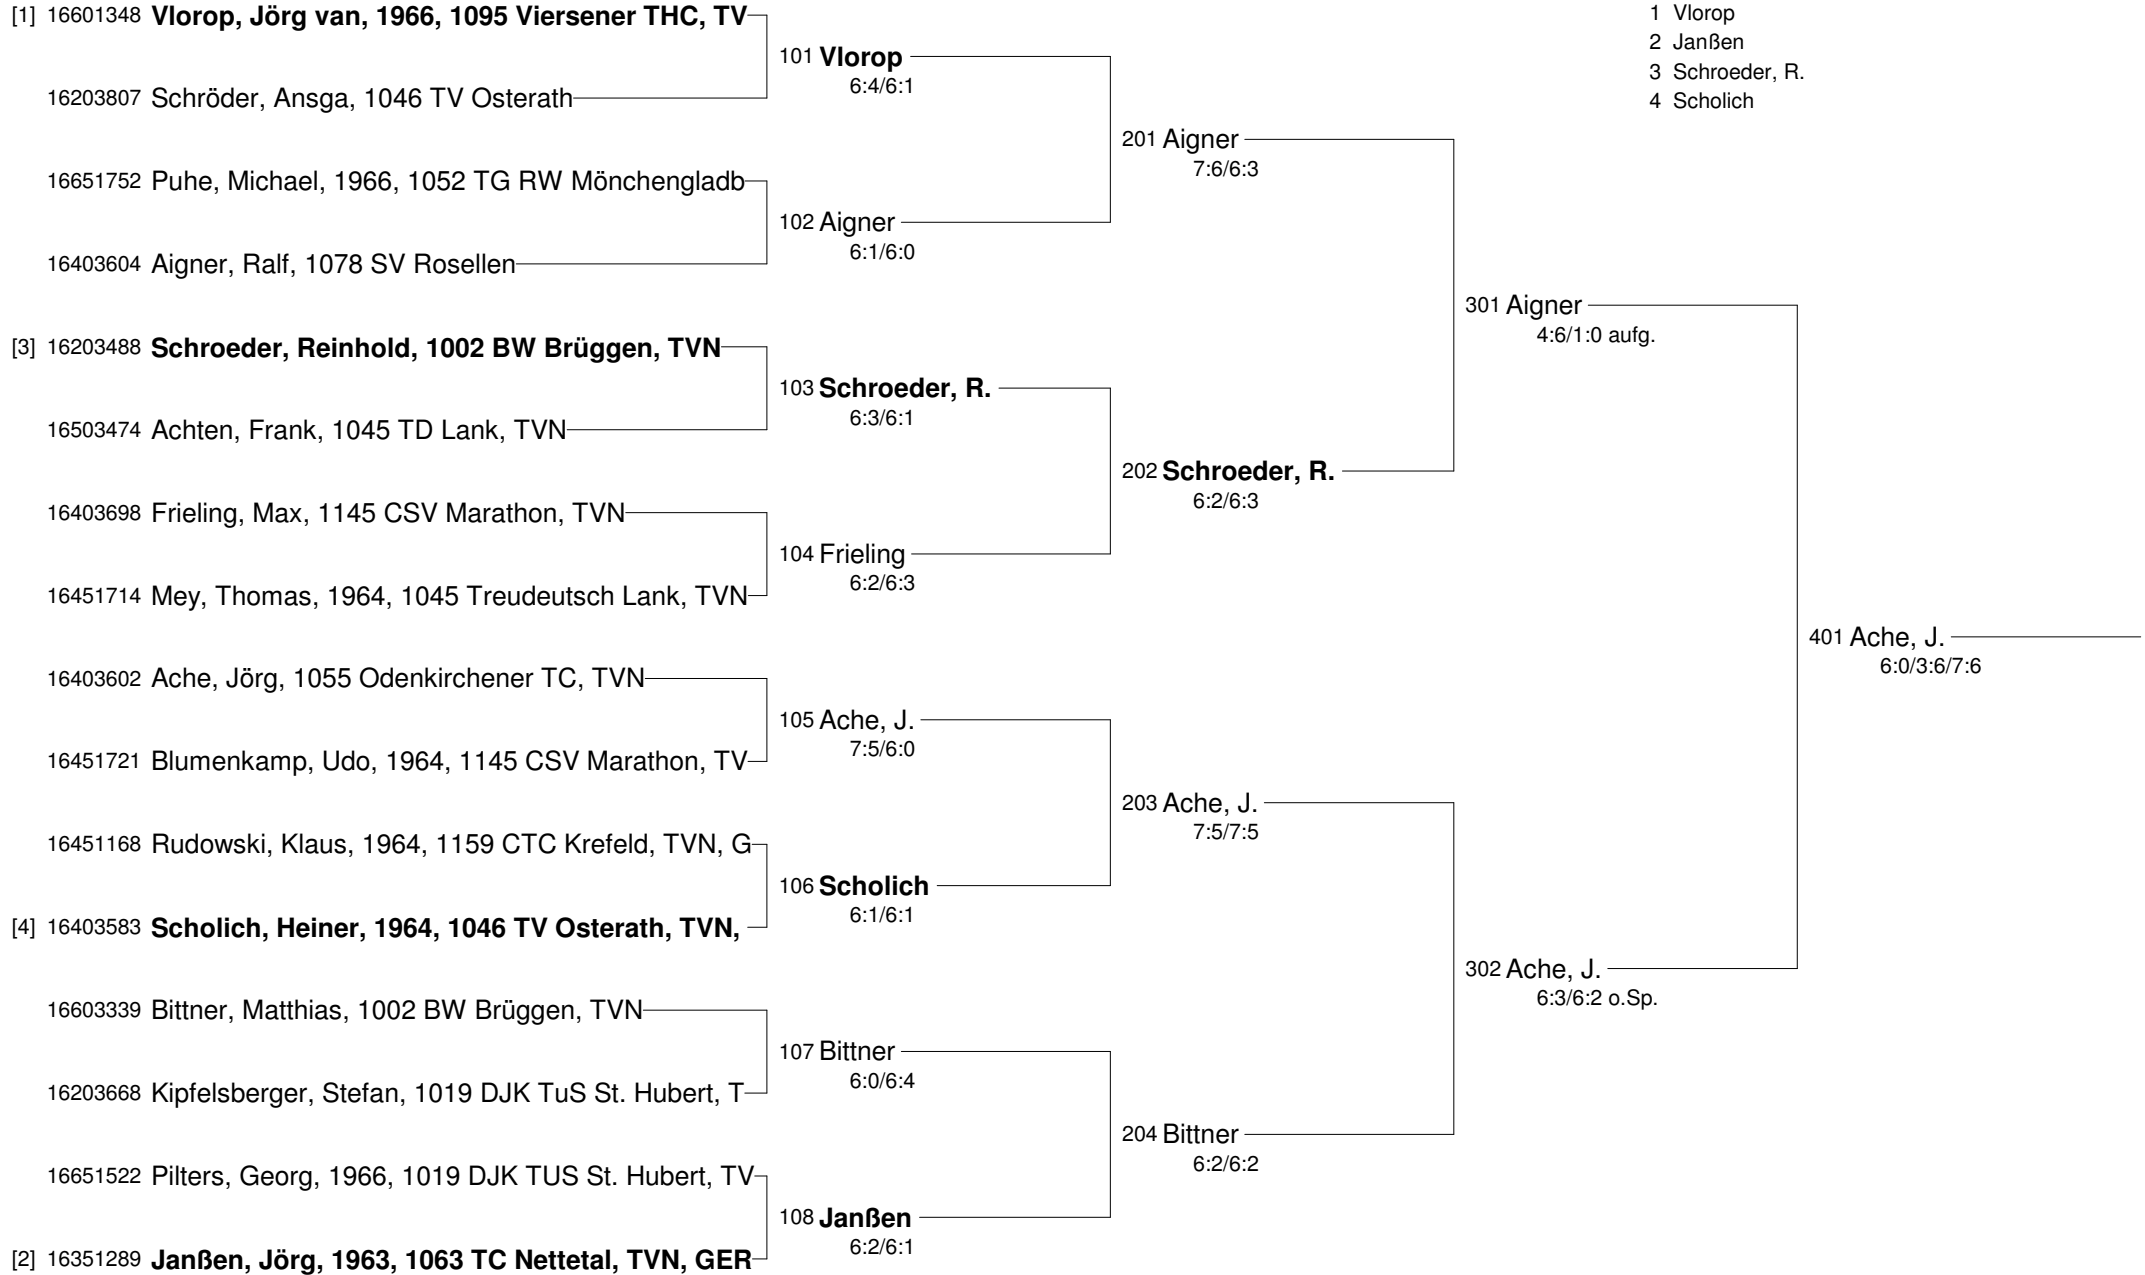 [1] 16601348 Vlorop, Jörg van, 1966, 1095 Viersener THC, TV
16203807 Schröder, Ansga, 1046 TV Osterath
16651752 Puhe, Michael, 1966, 1052 TG RW Mönchengladb
16403604 Aigner, Ralf, 1078 SV Rosellen
[3] 16203488 Schroeder, Reinhold, 1002 BW Brüggen, TVN
16503474 Achten, Frank, 1045 TD Lank, TVN
16403698 Frieling, Max, 1145 CSV Marathon, TVN
16451714 Mey, Thomas, 1964, 1045 Treudeutsch Lank, TVN
16403602 Ache, Jörg, 1055 Odenkirchener TC, TVN
16451721 Blumenkamp, Udo, 1964, 1145 CSV Marathon, TV
16451168 Rudowski, Klaus, 1964, 1159 CTC Krefeld, TVN, G
[4] 16403583 Scholich, Heiner, 1964, 1046 TV Osterath, TVN,
16603339 Bittner, Matthias, 1002 BW Brüggen, TVN
16203668 Kipfelsberger, Stefan, 1019 DJK TuS St. Hubert, T
16651522 Pilters, Georg, 1966, 1019 DJK TUS St. Hubert, TV
[2] 16351289 Janßen, Jörg, 1963, 1063 TC Nettetal, TVN, GER
101 Vlorop
6:4/6:1
102 Aigner
6:1/6:0
103 Schroeder, R.
6:3/6:1
104 Frieling
6:2/6:3
105 Ache, J.
7:5/6:0
106 Scholich
6:1/6:1
107 Bittner
6:0/6:4
108 Janßen
6:2/6:1
201 Aigner
7:6/6:3
202 Schroeder, R.
6:2/6:3
203 Ache, J.
7:5/7:5
204 Bittner
6:2/6:2
301 Aigner
4:6/1:0 aufg.
302 Ache, J.
6:3/6:2 o.Sp.
401 Ache, J.
6:0/3:6/7:6
1 Vlorop
2 Janßen
3 Schroeder, R.
4 Scholich